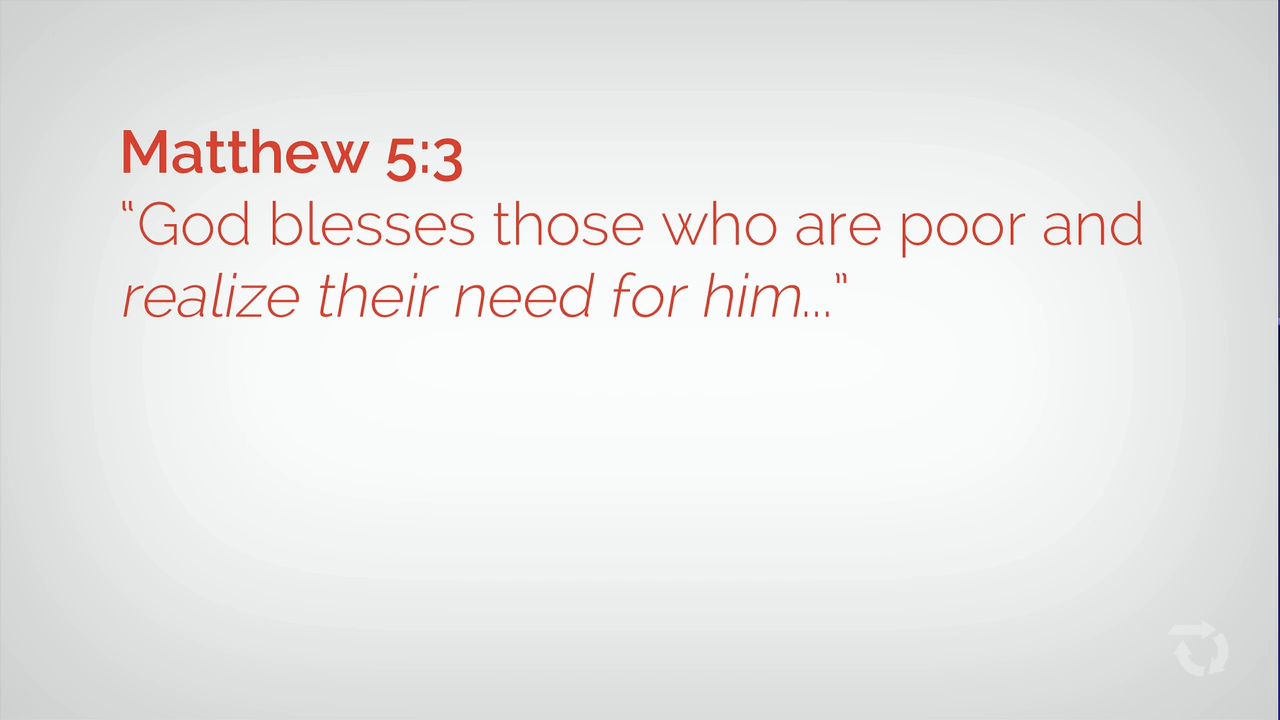 Matthew 5:3
“God blesses those who are poor and
realize their need for him...”